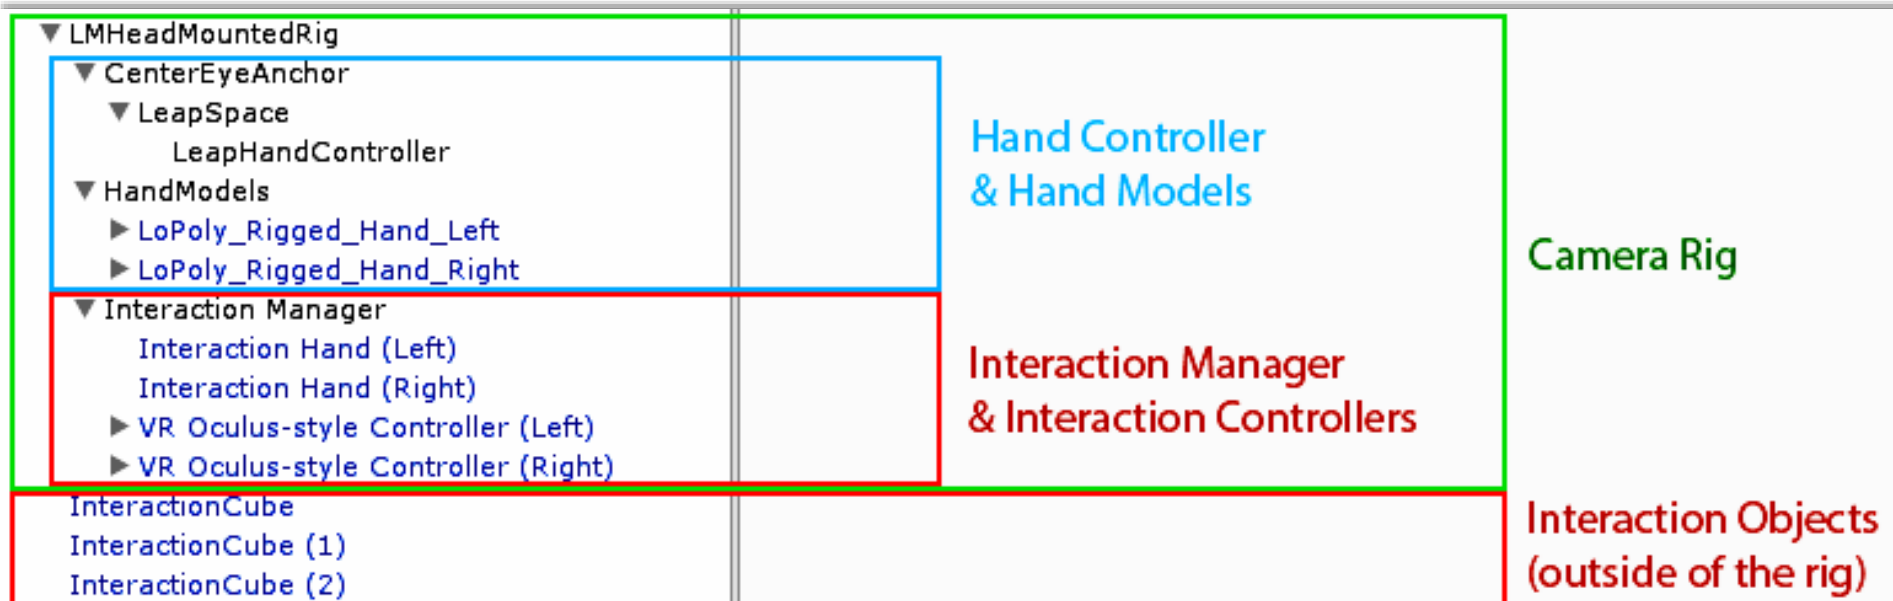 LMHeadMountedRig
CenterEyeAnchor
LeapSpace
LeapHandController
HandModels
LoPoly_Rigged_Hand_Left
LoPoly_Rigged_Hand_Right
Interaction Manager
Interaction Hand (Left)
Interaction Hand (Right)
VR Oculus-style Controller (Left)
VR Oculus-style Controller (Right)
InteractionCube
InteractionCube (1)
InteractionCube (2)
Hand Controller
& Hand Models
Interaction Manager
& Interaction Controllers
Camera Rig
Interaction Objects
(outside of the rig)